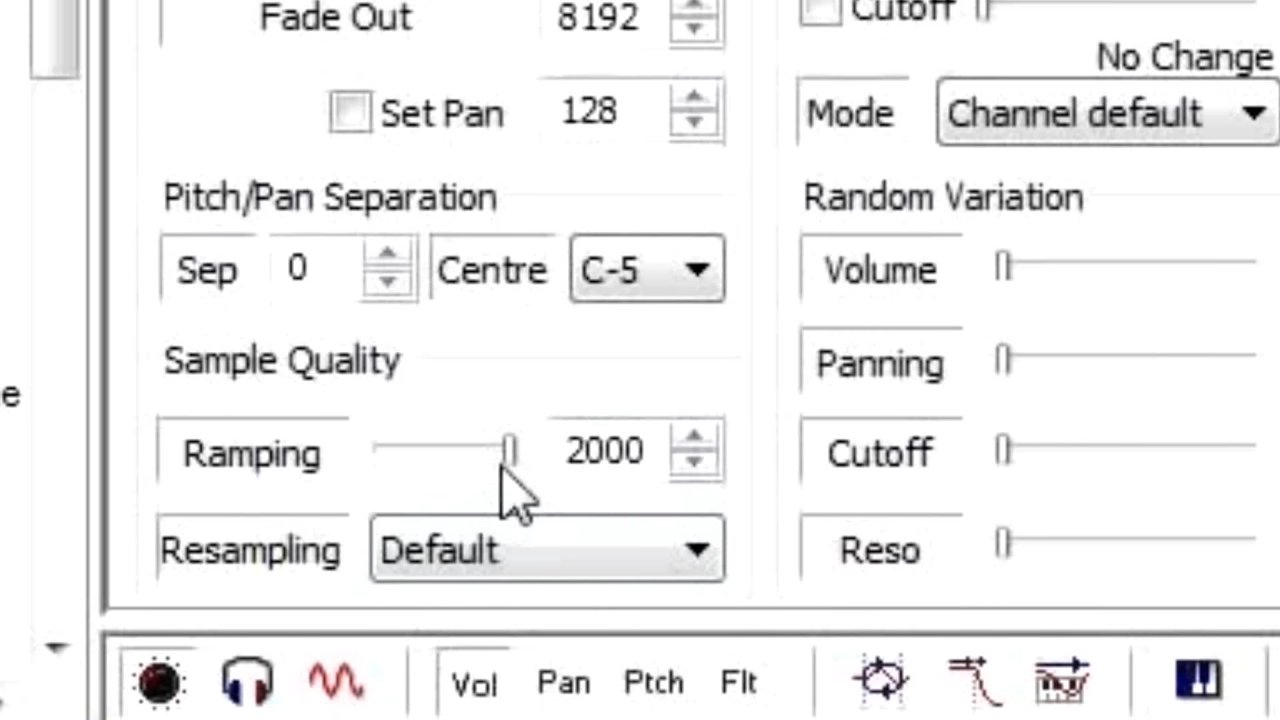 Fade Out 8192
Cutoff
No Change
Set Pan 128
Mode Channel default
Pitch/Pan Separation
Random Variation
Sep 0 Centre C-5
Volume
Sample Quality
Panning
Ramping 2000
Cutoff
Resampling Default
Reso
Vol Pan Ptch Flt